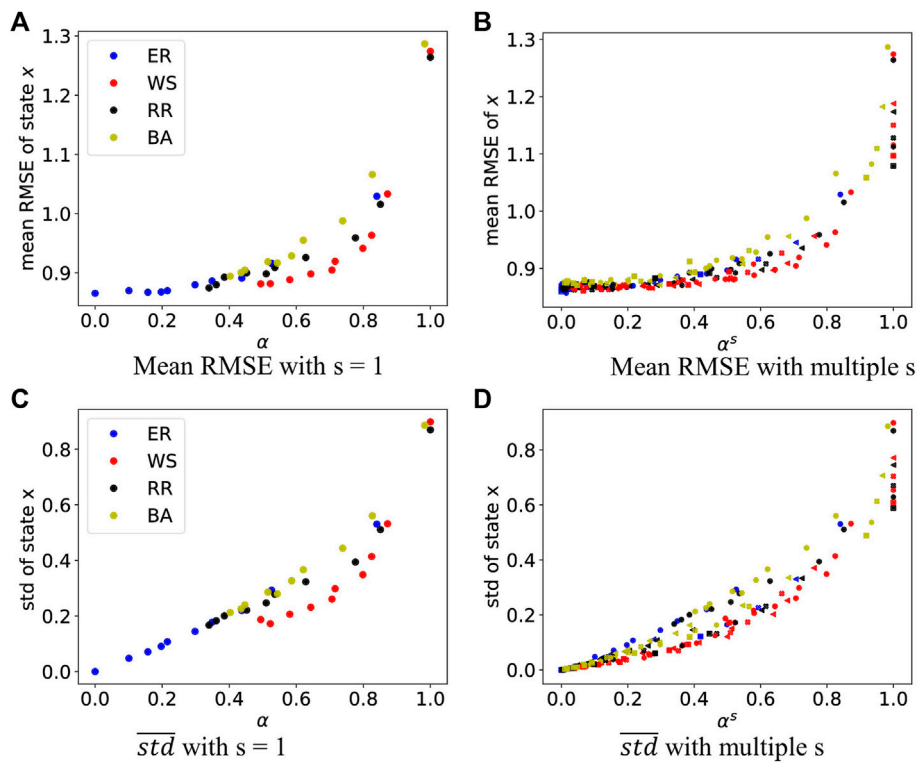 A
mean RMSE of state x
1.3
1.2
1.1
1.0
0.9
ER
WS
RR
BA
0.0 0.2 0.4 0.6 0.8 1.0
α
Mean RMSE with s = 1
B
mean RMSE of x
1.3
1.2
1.1
1.0
0.9
0.0 0.2 0.4 0.6 0.8 1.0
αˢ
Mean RMSE with multiple s
C
std of state x
0.8
0.6
0.4
0.2
0.0
ER
WS
RR
BA
0.0 0.2 0.4 0.6 0.8 1.0
α
s̅t̅d̅ with s = 1
D
std of state x
0.8
0.6
0.4
0.2
0.0
0.0 0.2 0.4 0.6 0.8 1.0
αˢ
s̅t̅d̅ with multiple s